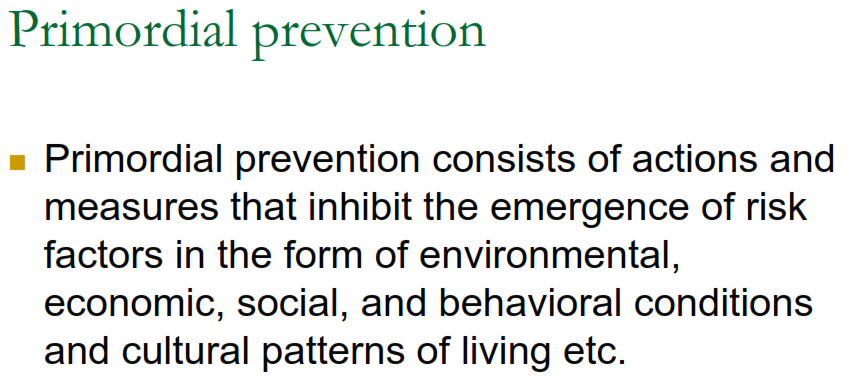 Primordial prevention
Primordial prevention consists of actions and
measures that inhibit the emergence of risk
factors in the form of environmental,
economic, social, and behavioral conditions
and cultural patterns of living etc.